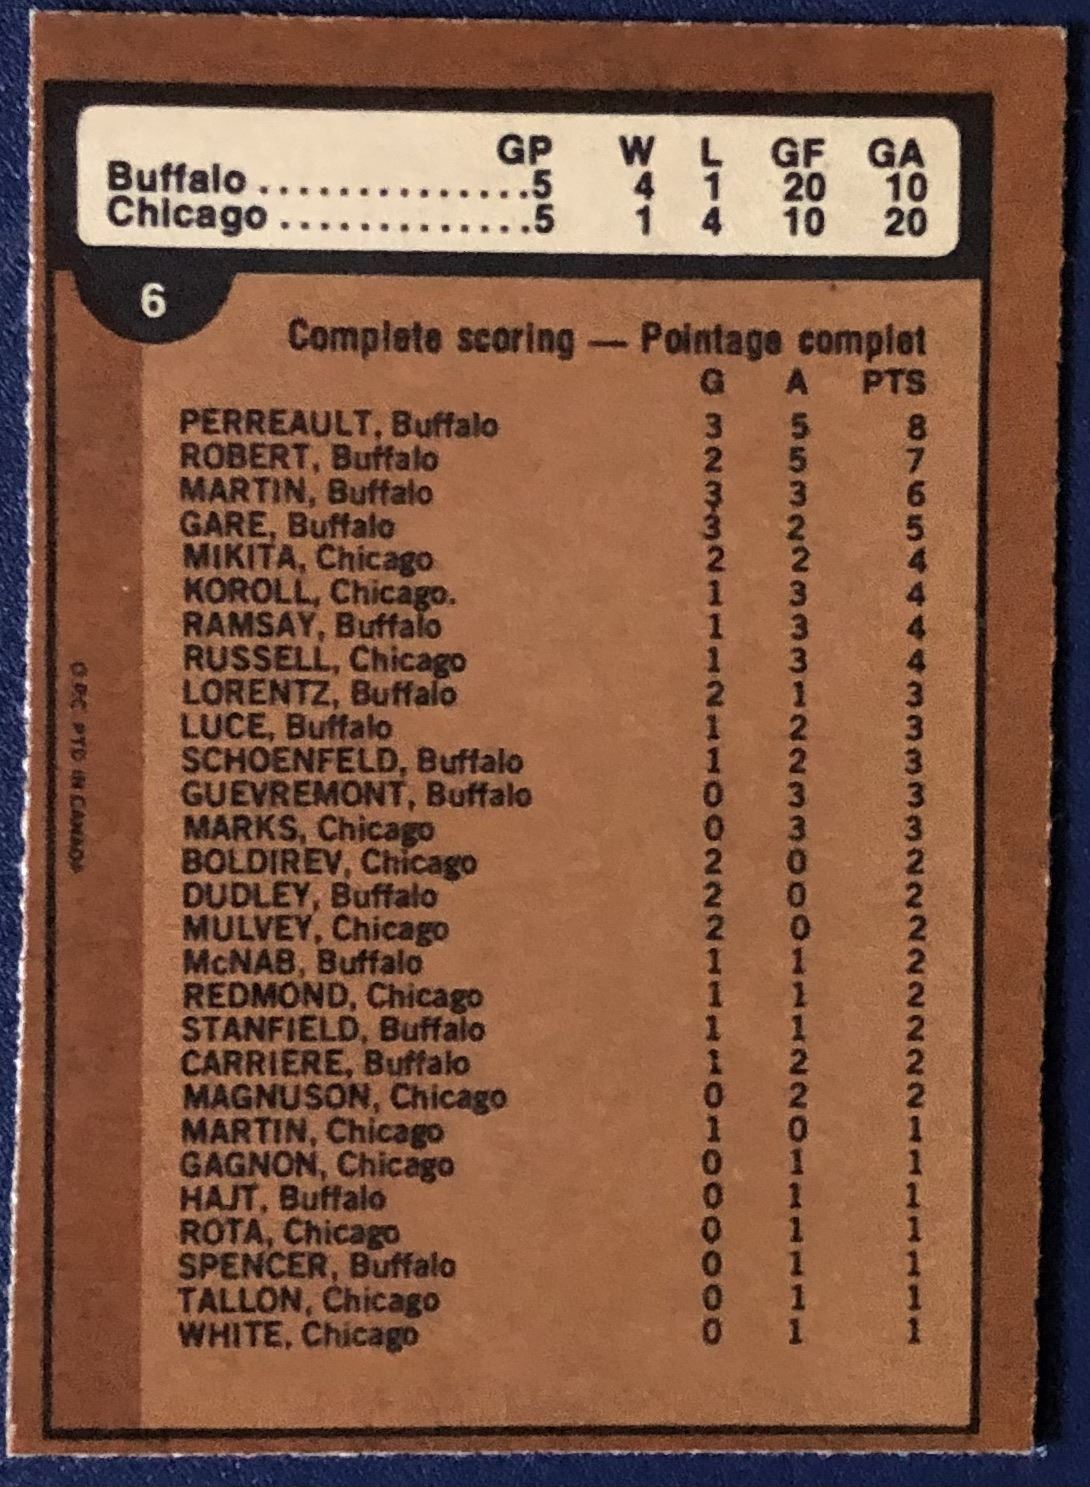 GP W L GF GA
Buffalo ..............5 4 1 20 10
Chicago .............5 1 4 10 20
6
Complete scoring — Pointage complet
G A PTS
PERREAULT, Buffalo 3 5 8
ROBERT, Buffalo 2 5 7
MARTIN, Buffalo 3 3 6
GARE, Buffalo 3 2 5
MIKITA, Chicago 2 2 4
KOROLL, Chicago. 1 3 4
RAMSAY, Buffalo 1 3 4
RUSSELL, Chicago 1 3 4
LORENTZ, Buffalo 2 1 3
LUCE, Buffalo 1 2 3
SCHOENFELD, Buffalo 1 2 3
GUEVREMONT, Buffalo 0 3 3
MARKS, Chicago 0 3 3
BOLDIREV, Chicago 2 0 2
DUDLEY, Buffalo 2 0 2
MULVEY, Chicago 2 0 2
McNAB, Buffalo 1 1 2
REDMOND, Chicago 1 1 2
STANFIELD, Buffalo 1 1 2
CARRIERE, Buffalo 1 2 2
MAGNUSON, Chicago 0 2 2
MARTIN, Chicago 1 0 1
GAGNON, Chicago 0 1 1
HAJT, Buffalo 0 1 1
ROTA, Chicago 0 1 1
SPENCER, Buffalo 0 1 1
TALLON, Chicago 0 1 1
WHITE, Chicago 0 1 1
O.P.C. PTD IN CANADA